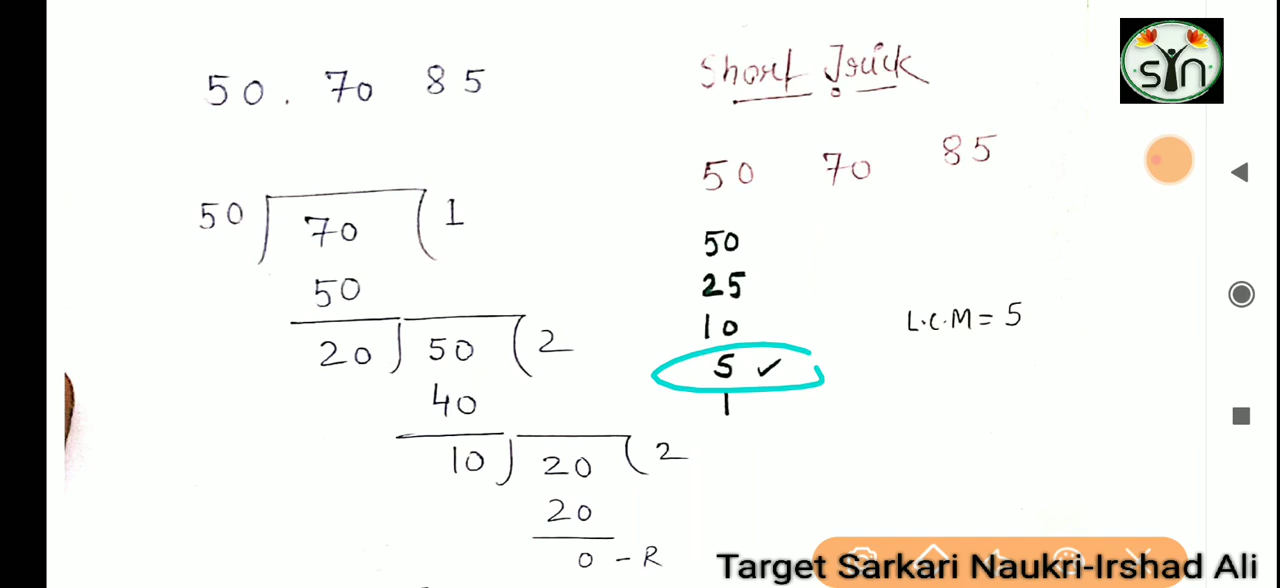 50. 70 85
50 70 1
50
20 50 2
40
10 20 2
20
0 - R
Short Trick
50 70 85
50
25
10
5 ✓
1
L.C.M = 5
SYN
Target Sarkari Naukri-Irshad Ali